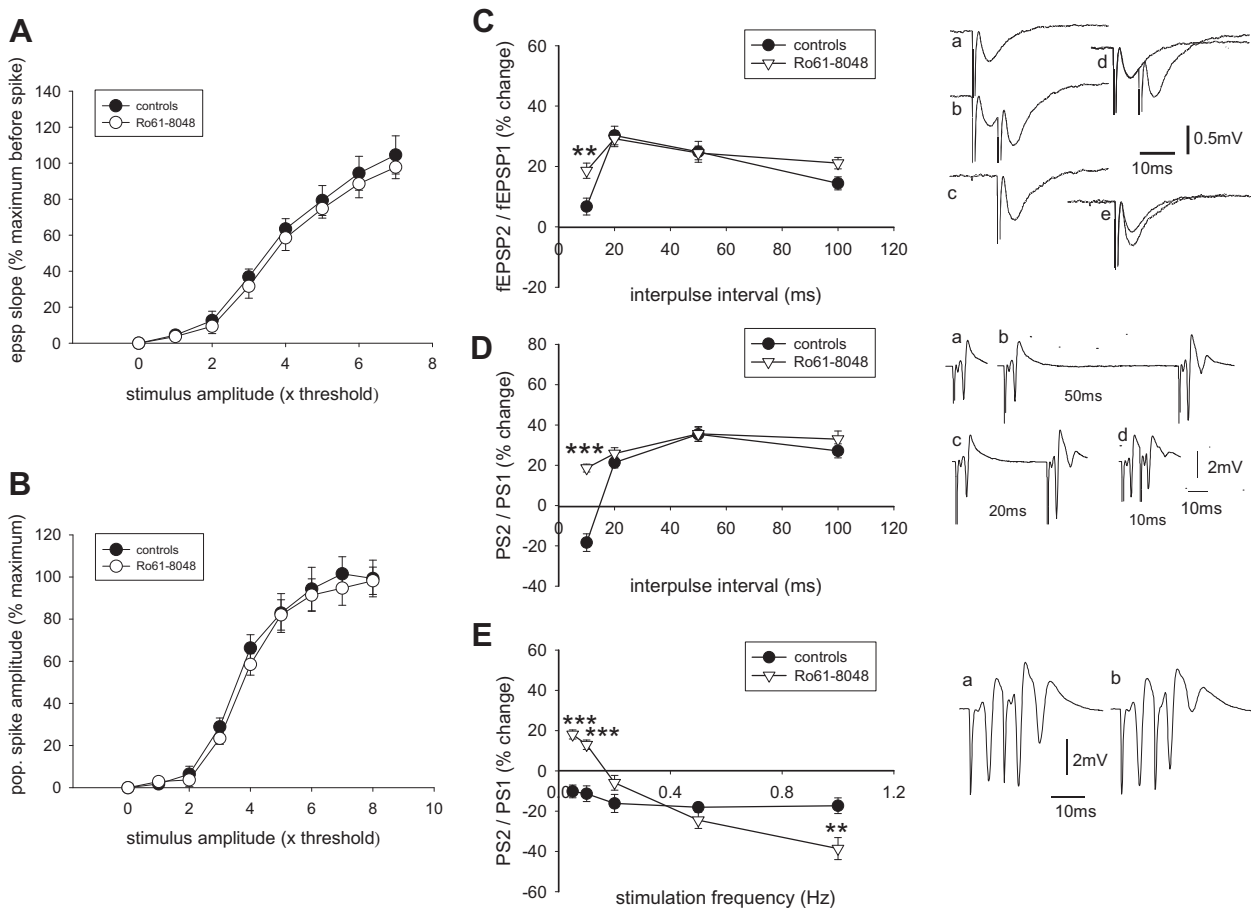 A
controls
Ro61-8048
epsp slope (% maximum before spike)
140
120
100
80
60
40
20
0
0 2 4 6 8
stimulus amplitude (x threshold)
B
controls
Ro61-8048
pop. spike amplitude (% maximum)
120
100
80
60
40
20
0
0 2 4 6 8 10
stimulus amplitude (x threshold)
C
controls
Ro61-8048
fEPSP2 / fEPSP1 (% change)
60
40
20
0
-20
**
0 20 40 60 80 100 120
interpulse interval (ms)
a
b
c
d
e
0.5mV
10ms
D
controls
Ro61-8048
PS2 / PS1 (% change)
80
60
40
20
0
-20
-40
***
0 20 40 60 80 100 120
interpulse interval (ms)
a
b
50ms
c
d
20ms
10ms
2mV
10ms
E
controls
Ro61-8048
PS2 / PS1 (% change)
60
40
20
0
-20
-40
-60
***
***
**
0.4 0.8 1.2
stimulation frequency (Hz)
a
b
2mV
10ms